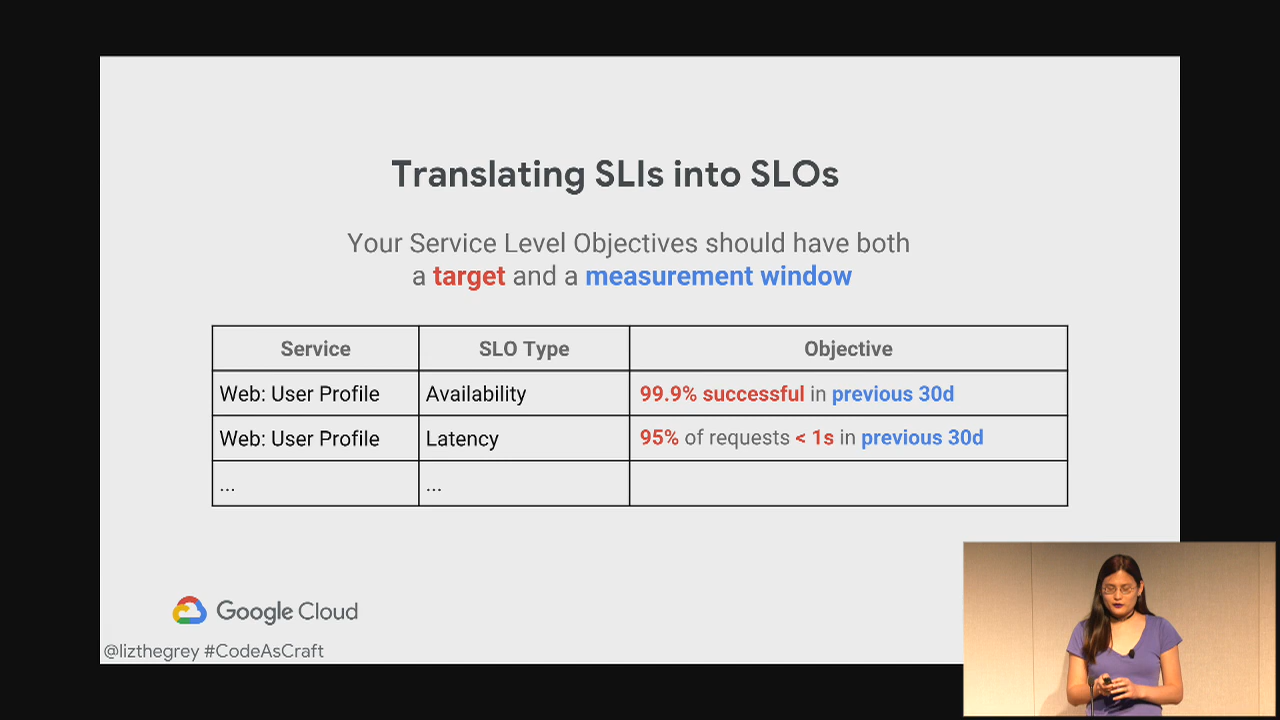 Translating SLIs into SLOs
Your Service Level Objectives should have both
a target and a measurement window
Service SLO Type Objective
Web: User Profile Availability 99.9% successful in previous 30d
Web: User Profile Latency 95% of requests < 1s in previous 30d
... ...
Google Cloud
@lizthegrey #CodeAsCraft